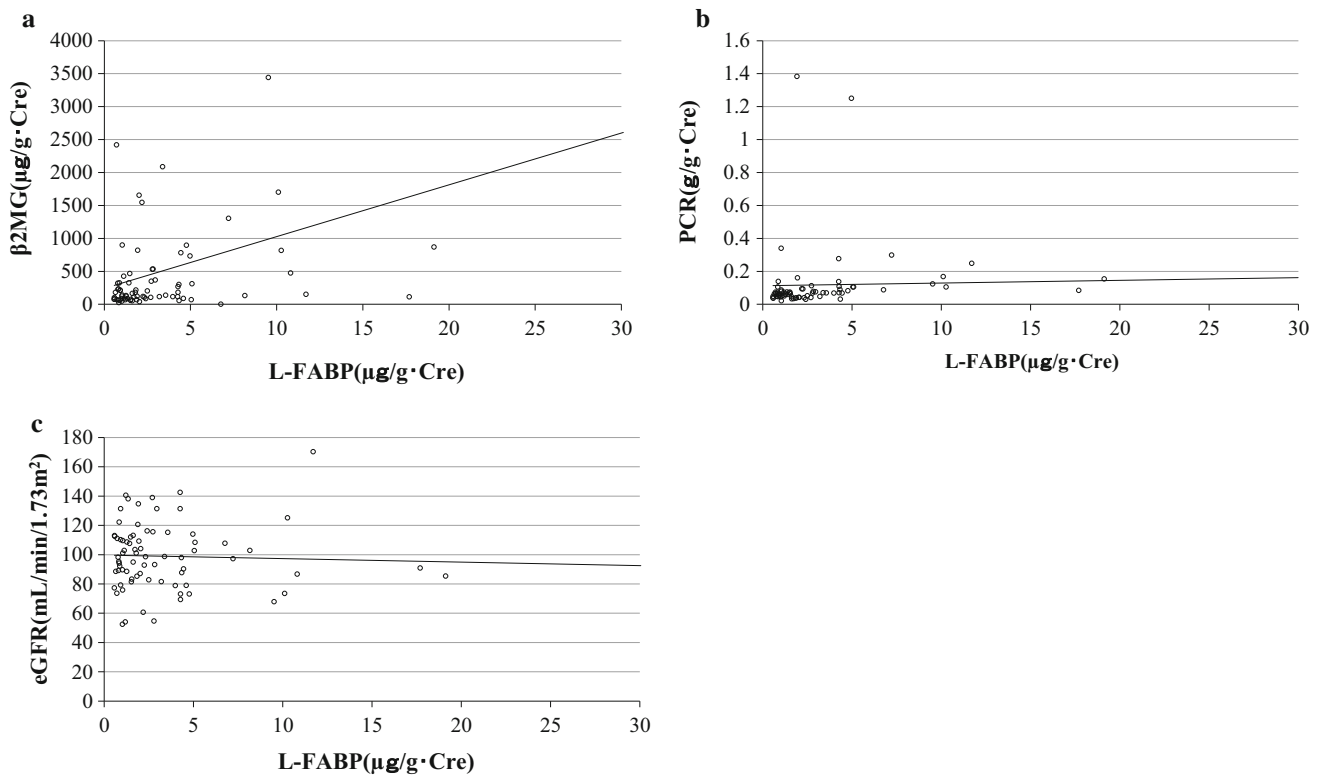 a
4000
3500
3000
2500
2000
1500
1000
500
0
β2MG(μg/g·Cre)
0 5 10 15 20 25 30
L-FABP(μg/g·Cre)
b
1.6
1.4
1.2
1
0.8
0.6
0.4
0.2
0
PCR(g/g·Cre)
0 5 10 15 20 25 30
L-FABP(μg/g·Cre)
c
180
160
140
120
100
80
60
40
20
0
eGFR(mL/min/1.73m²)
0 5 10 15 20 25 30
L-FABP(μg/g·Cre)